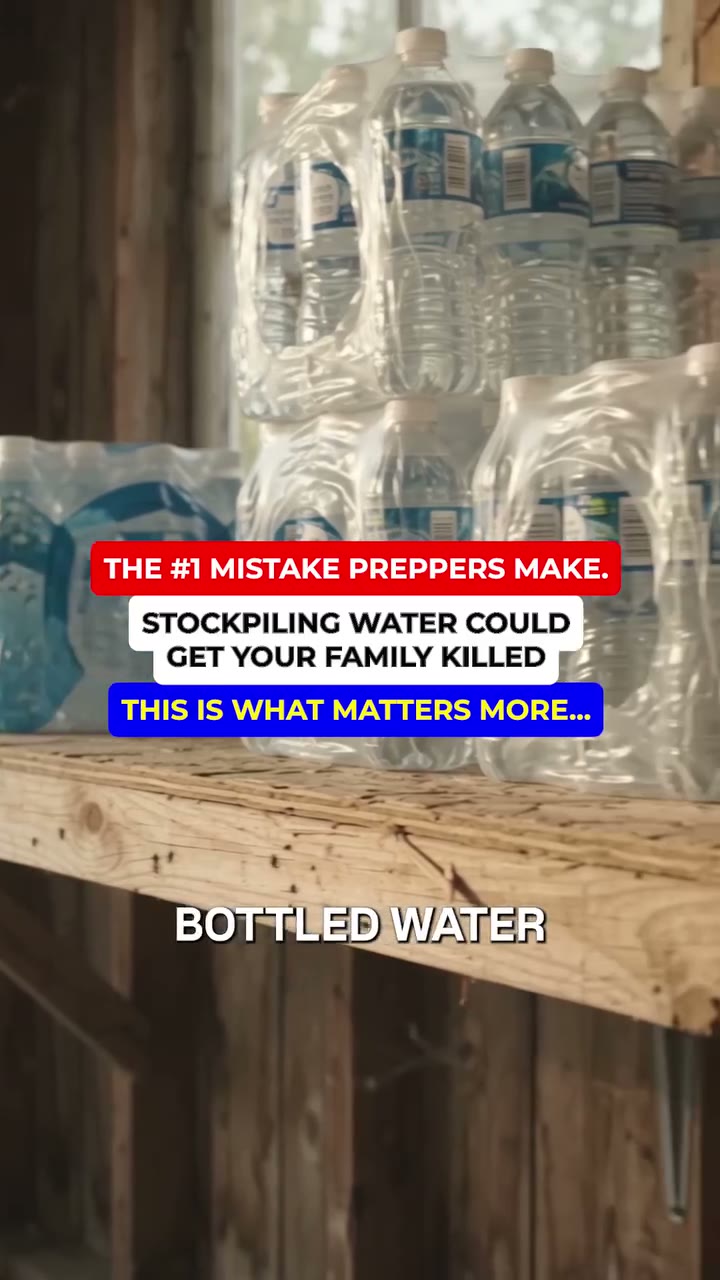 THE #1 MISTAKE PREPPERS MAKE.
STOCKPILING WATER COULD
GET YOUR FAMILY KILLED
THIS IS WHAT MATTERS MORE...
BOTTLED WATER